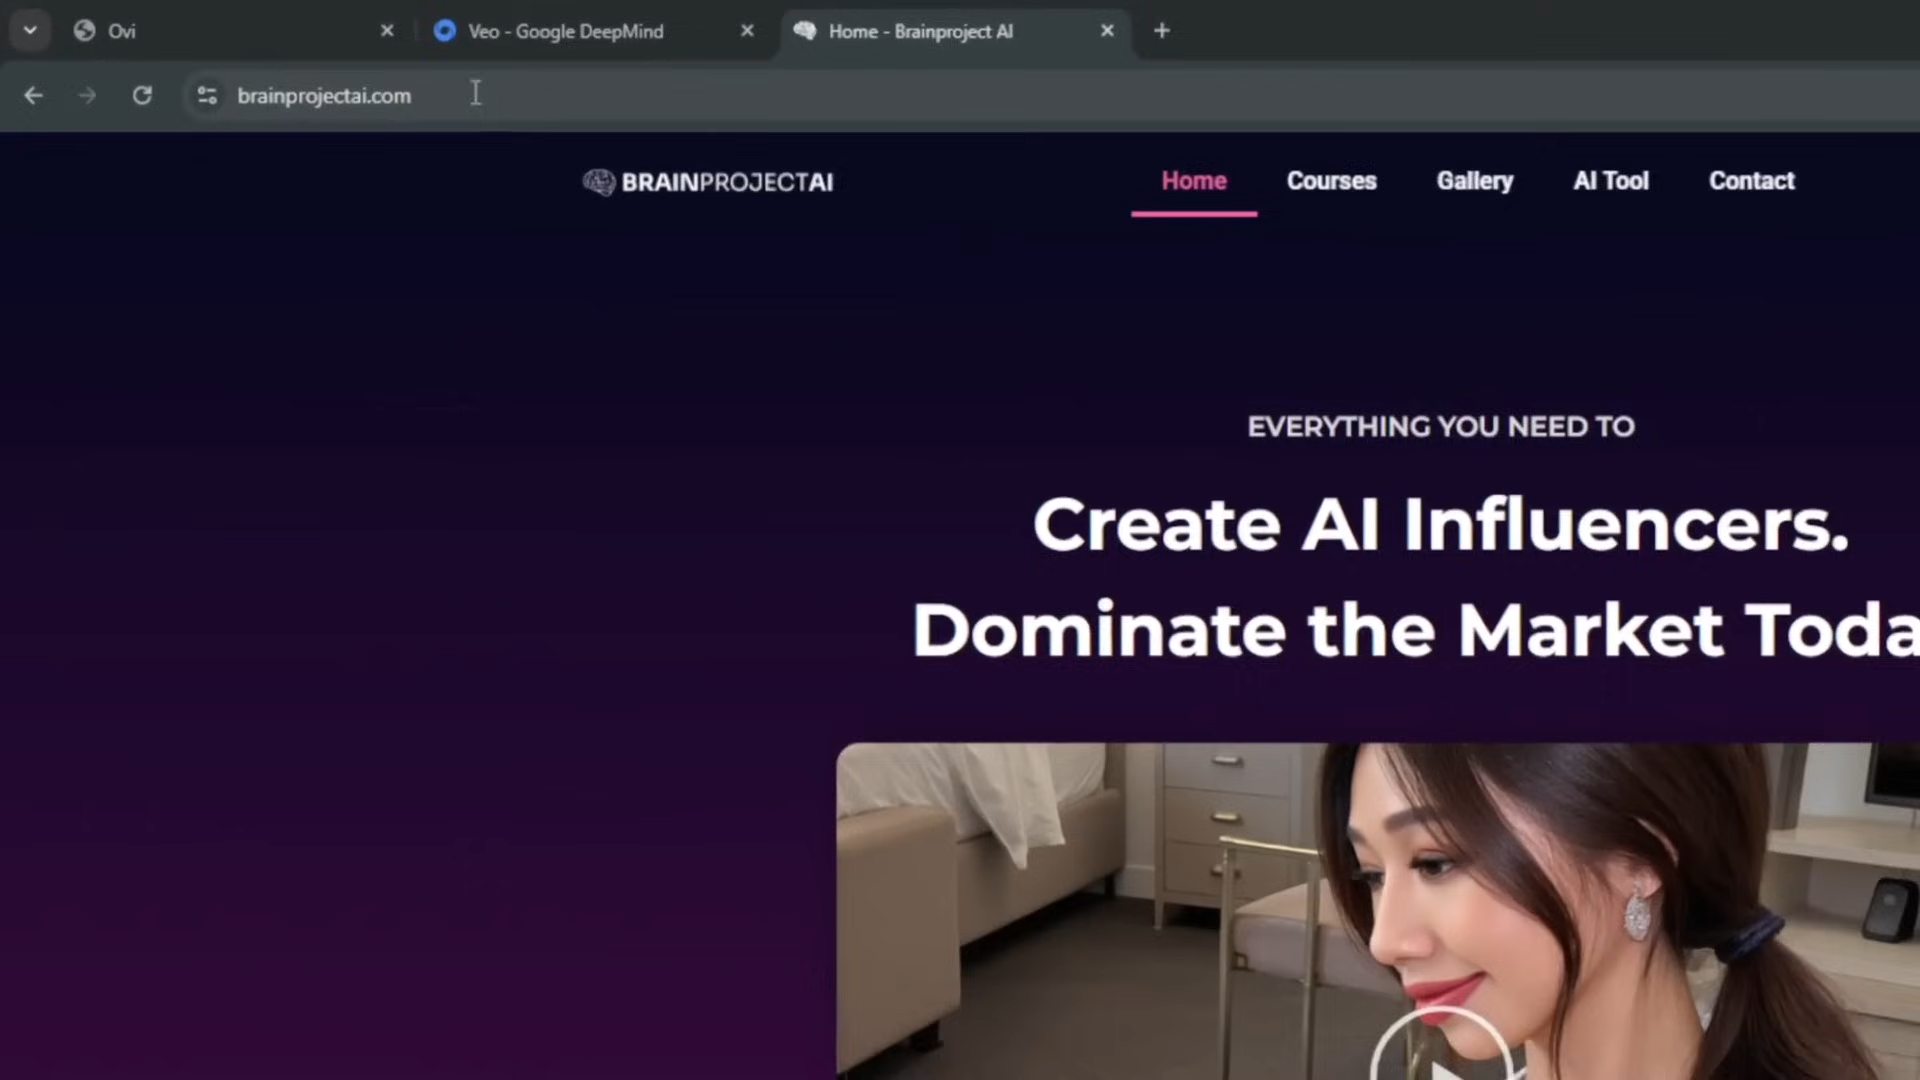 Ovi
Veo - Google DeepMind
Home - Brainproject AI
brainprojectai.com
BRAINPROJECTAI
Home
Courses
Gallery
AI Tool
Contact
EVERYTHING YOU NEED TO
Create AI Influencers.
Dominate the Market Toda